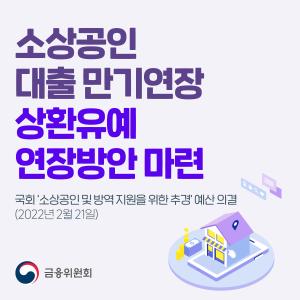 소상공인
대출 만기연장
상환유예
연장방안 마련
국회 '소상공인 및 방역 지원을 위한 추경' 예산 의결
(2022년 2월 21일)
금융위원회